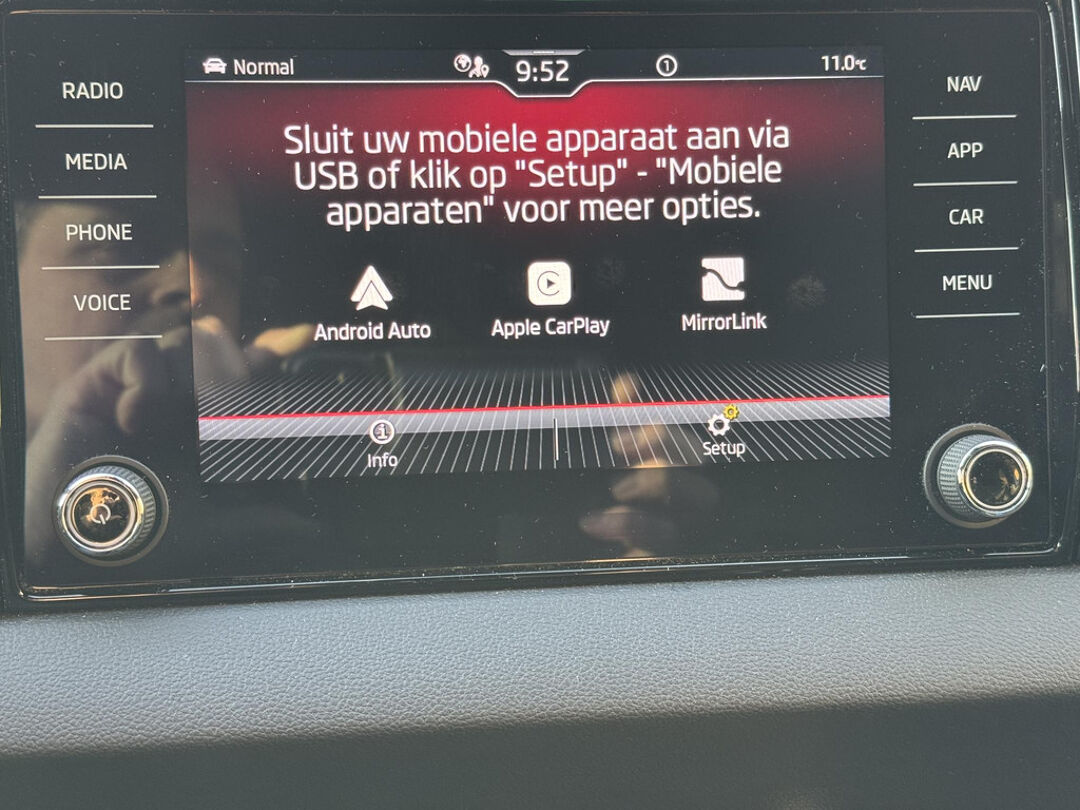 Normal
9:52
1
11.0°C
RADIO
MEDIA
PHONE
VOICE
Sluit uw mobiele apparaat aan via
USB of klik op "Setup" - "Mobiele
apparaten" voor meer opties.
Android Auto
Apple CarPlay
MirrorLink
Info
Setup
NAV
APP
CAR
MENU